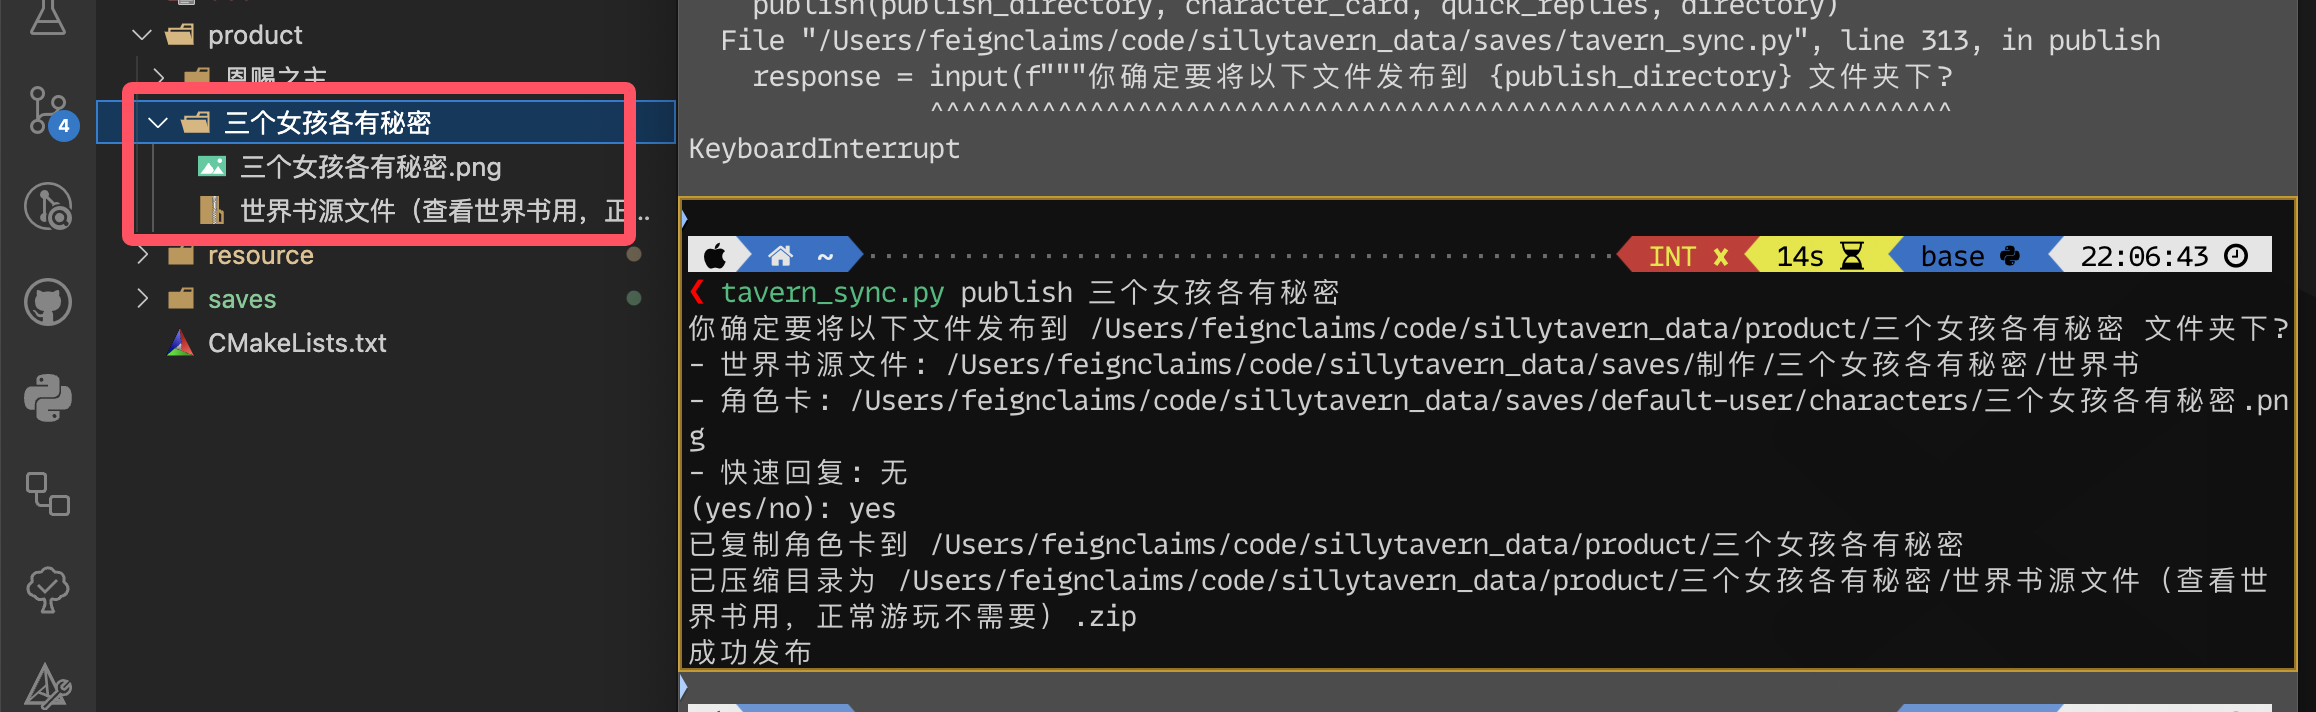 product
恩赐之主
三个女孩各有秘密
三个女孩各有秘密.png
世界书源文件（查看世界书用，正...
resource
saves
CMakeLists.txt
4
publish(publish_directory, character_card, quick_replies, directory)
File "/Users/feignclaims/code/sillytavern_data/saves/tavern_sync.py", line 313, in publish
response = input(f"""你确定要将以下文件发布到 {publish_directory} 文件夹下?
^^^^^^^^^^^^^^^^^^^^^^^^^^^^^^^^^^^^^^^^^^^^^^^^^^^^^^^^^^^^^^^^
KeyboardInterrupt
~ INT ✘ 14s base 22:06:43
❮ tavern_sync.py publish 三个女孩各有秘密
你确定要将以下文件发布到 /Users/feignclaims/code/sillytavern_data/product/三个女孩各有秘密 文件夹下?
- 世界书源文件: /Users/feignclaims/code/sillytavern_data/saves/制作/三个女孩各有秘密/世界书
- 角色卡: /Users/feignclaims/code/sillytavern_data/saves/default-user/characters/三个女孩各有秘密.pn
g
- 快速回复: 无
(yes/no): yes
已复制角色卡到 /Users/feignclaims/code/sillytavern_data/product/三个女孩各有秘密
已压缩目录为 /Users/feignclaims/code/sillytavern_data/product/三个女孩各有秘密/世界书源文件（查看世
界书用，正常游玩不需要）.zip
成功发布